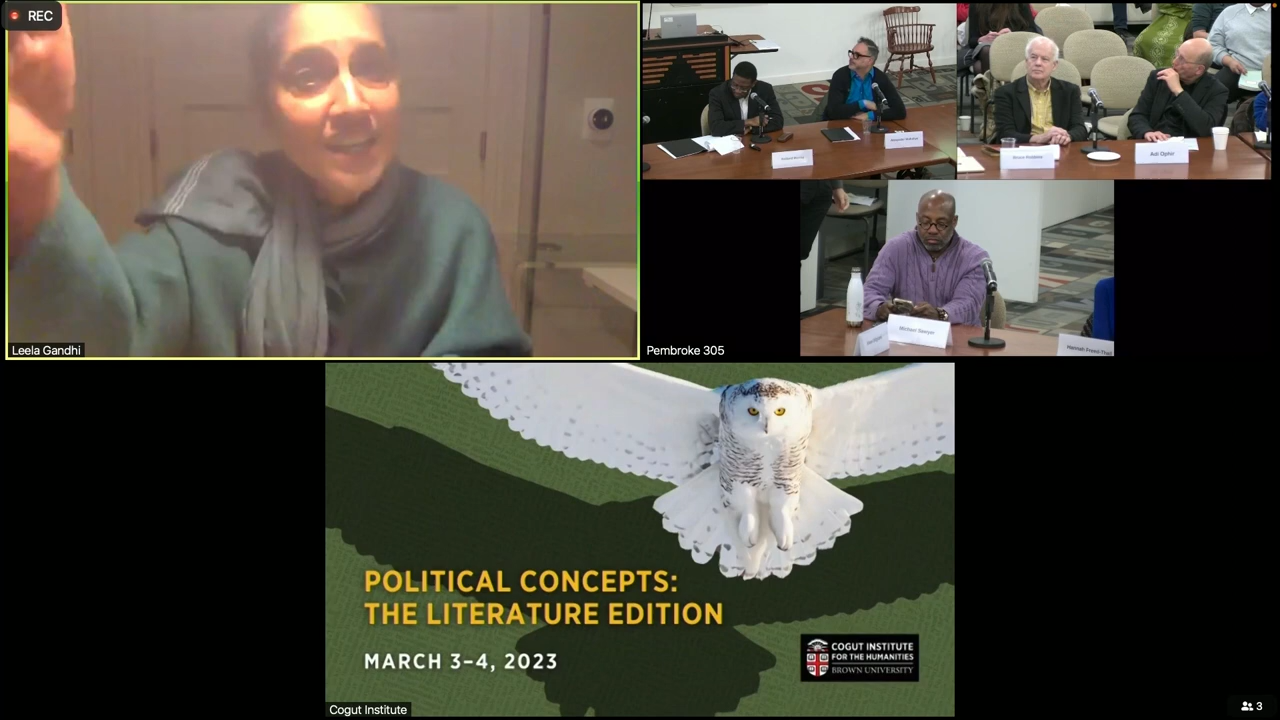 REC
Leela Gandhi
Pembroke 305
Adi Ophir
Michael Sawyer
POLITICAL CONCEPTS:
THE LITERATURE EDITION
MARCH 3–4, 2023
COGUT INSTITUTE
FOR THE HUMANITIES
BROWN UNIVERSITY
Cogut Institute
3